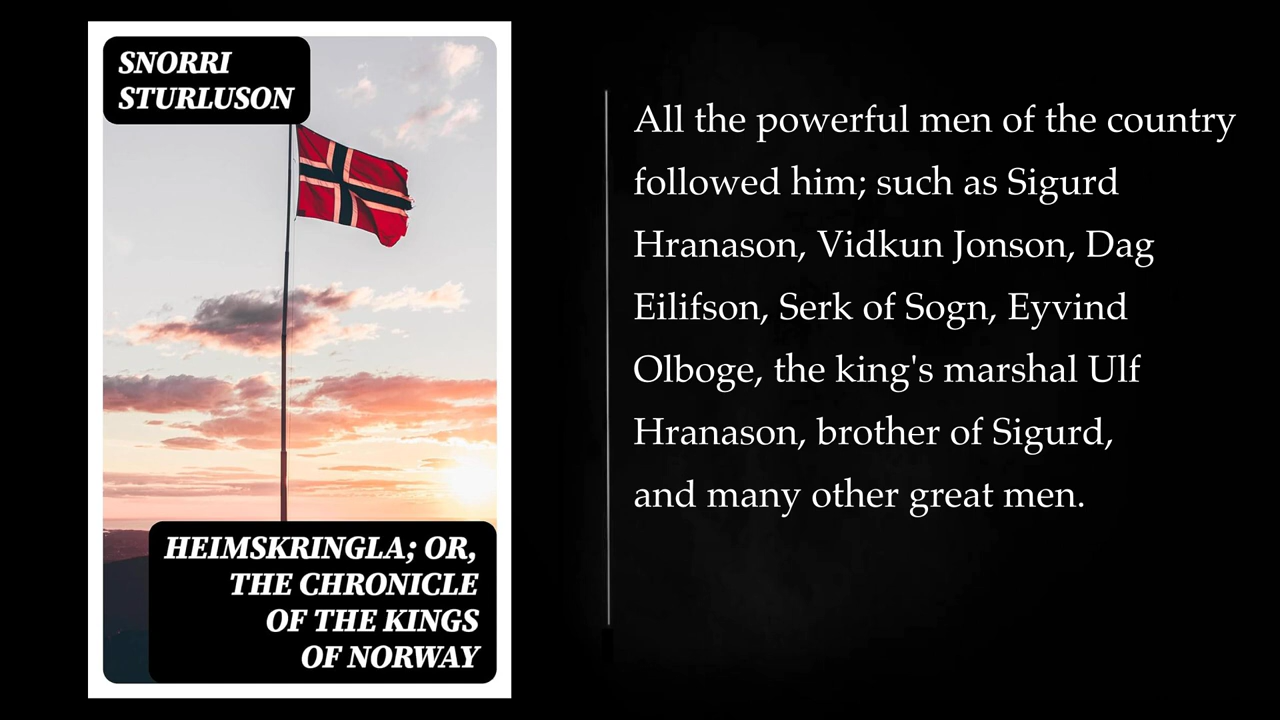 SNORRI
STURLUSON
HEIMSKRINGLA; OR,
THE CHRONICLE
OF THE KINGS
OF NORWAY
All the powerful men of the country
followed him; such as Sigurd
Hranason, Vidkun Jonson, Dag
Eilifson, Serk of Sogn, Eyvind
Olboge, the king's marshal Ulf
Hranason, brother of Sigurd,
and many other great men.